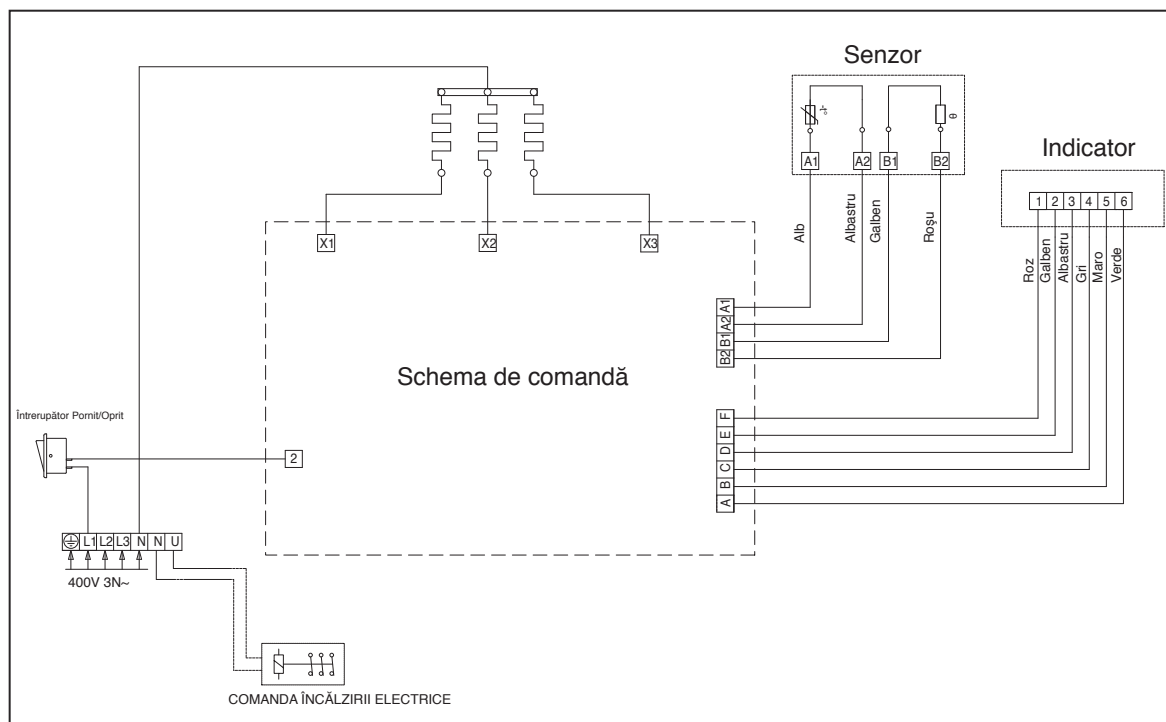 Senzor
A1 A2 B1 B2
θ
Indicator
1 2 3 4 5 6
Alb
Albastru
Galben
Roșu
Roz
Galben
Albastru
Gri
Maro
Verde
X1 X2 X3
A1
A2
B1
B2
Schema de comandă
F
E
D
C
B
A
Întrerupător Pornit/Oprit
2
L1 L2 L3 N N U
400V 3N~
COMANDA ÎNCĂLZIRII ELECTRICE